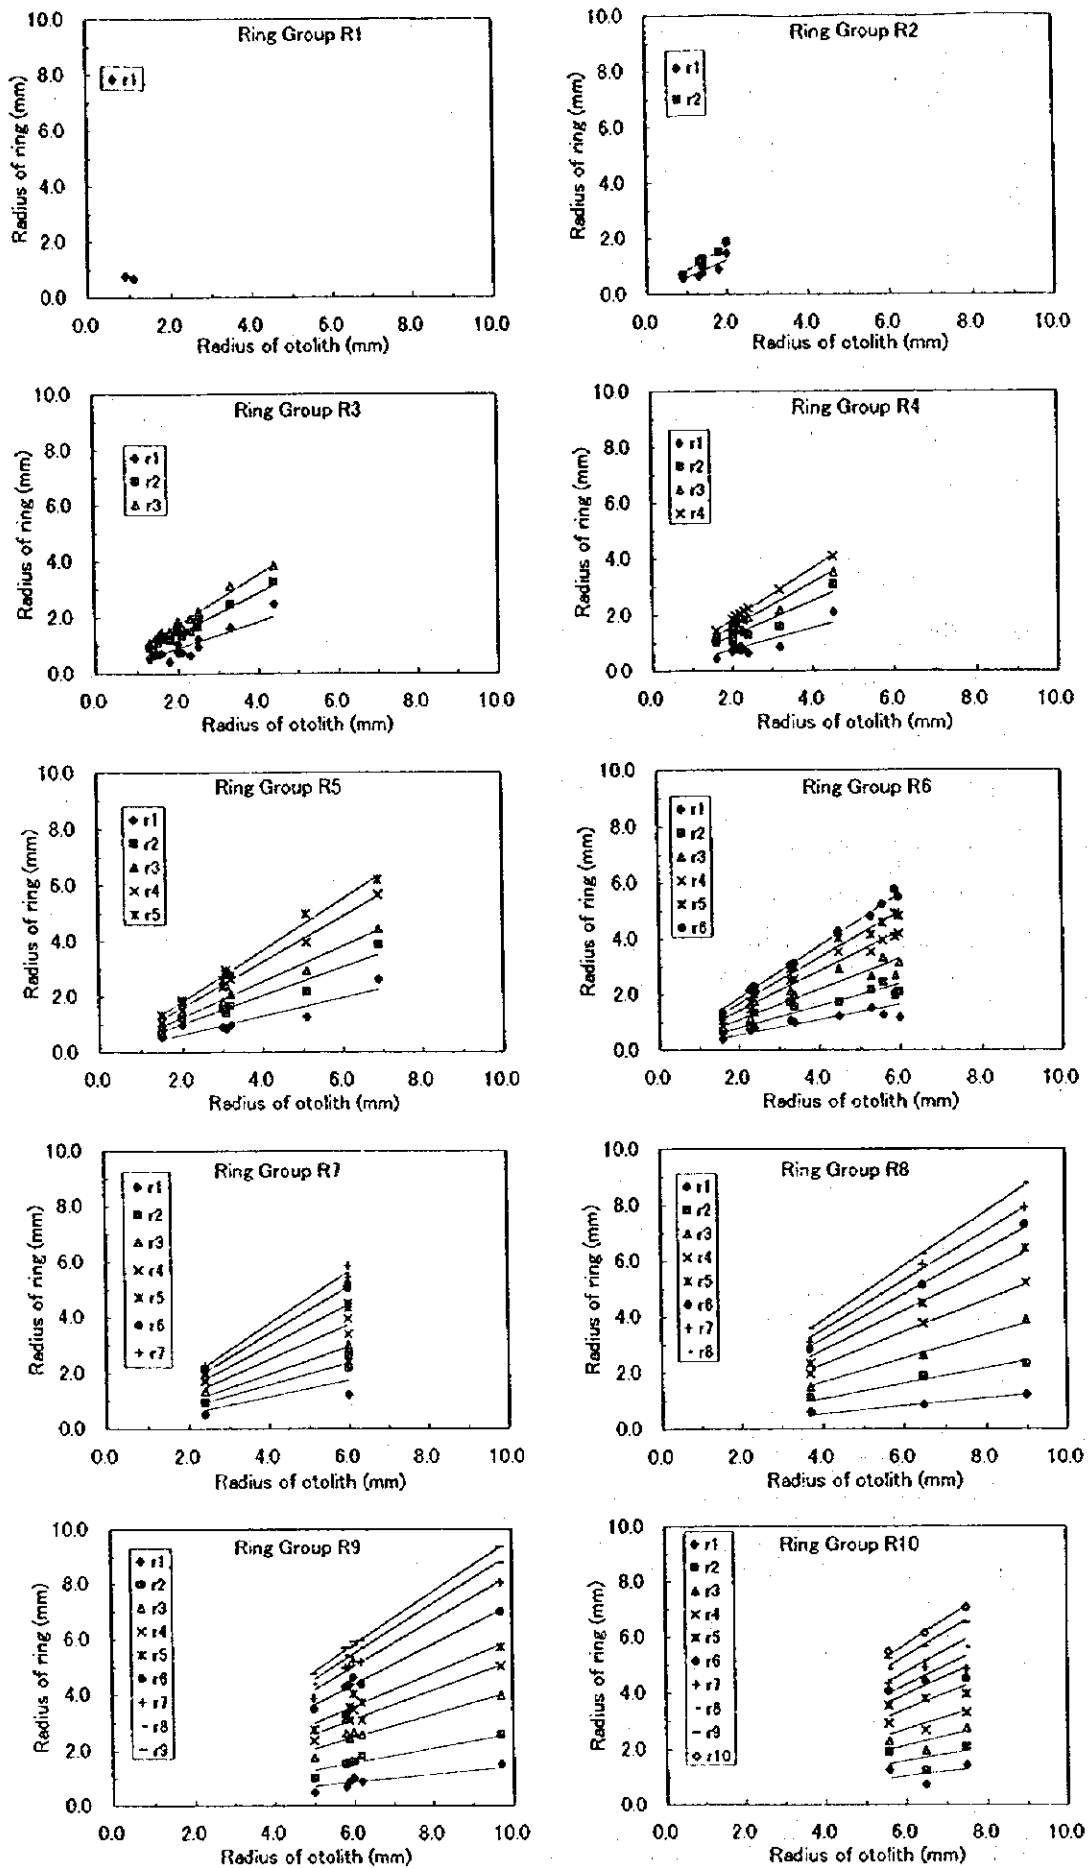 Ring Group R1
Radius of ring (mm)
10.0
8.0
6.0
4.0
2.0
0.0
r1
0.0 2.0 4.0 6.0 8.0 10.0
Radius of otolith (mm)
Ring Group R2
Radius of ring (mm)
10.0
8.0
6.0
4.0
2.0
0.0
r1
r2
0.0 2.0 4.0 6.0 8.0 10.0
Radius of otolith (mm)
Ring Group R3
Radius of ring (mm)
10.0
8.0
6.0
4.0
2.0
0.0
r1
r2
r3
0.0 2.0 4.0 6.0 8.0 10.0
Radius of otolith (mm)
Ring Group R4
Radius of ring (mm)
10.0
8.0
6.0
4.0
2.0
0.0
r1
r2
r3
r4
0.0 2.0 4.0 6.0 8.0 10.0
Radius of otolith (mm)
Ring Group R5
Radius of ring (mm)
10.0
8.0
6.0
4.0
2.0
0.0
r1
r2
r3
r4
r5
0.0 2.0 4.0 6.0 8.0 10.0
Radius of otolith (mm)
Ring Group R6
Radius of ring (mm)
10.0
8.0
6.0
4.0
2.0
0.0
r1
r2
r3
r4
r5
r6
0.0 2.0 4.0 6.0 8.0 10.0
Radius of otolith (mm)
Ring Group R7
Radius of ring (mm)
10.0
8.0
6.0
4.0
2.0
0.0
r1
r2
r3
r4
r5
r6
r7
0.0 2.0 4.0 6.0 8.0 10.0
Radius of otolith (mm)
Ring Group R8
Radius of ring (mm)
10.0
8.0
6.0
4.0
2.0
0.0
r1
r2
r3
r4
r5
r6
r7
r8
0.0 2.0 4.0 6.0 8.0 10.0
Radius of otolith (mm)
Ring Group R9
Radius of ring (mm)
10.0
8.0
6.0
4.0
2.0
0.0
r1
r2
r3
r4
r5
r6
r7
r8
r9
0.0 2.0 4.0 6.0 8.0 10.0
Radius of otolith (mm)
Ring Group R10
Radius of ring (mm)
10.0
8.0
6.0
4.0
2.0
0.0
r1
r2
r3
r4
r5
r6
r7
r8
r9
r10
0.0 2.0 4.0 6.0 8.0 10.0
Radius of otolith (mm)